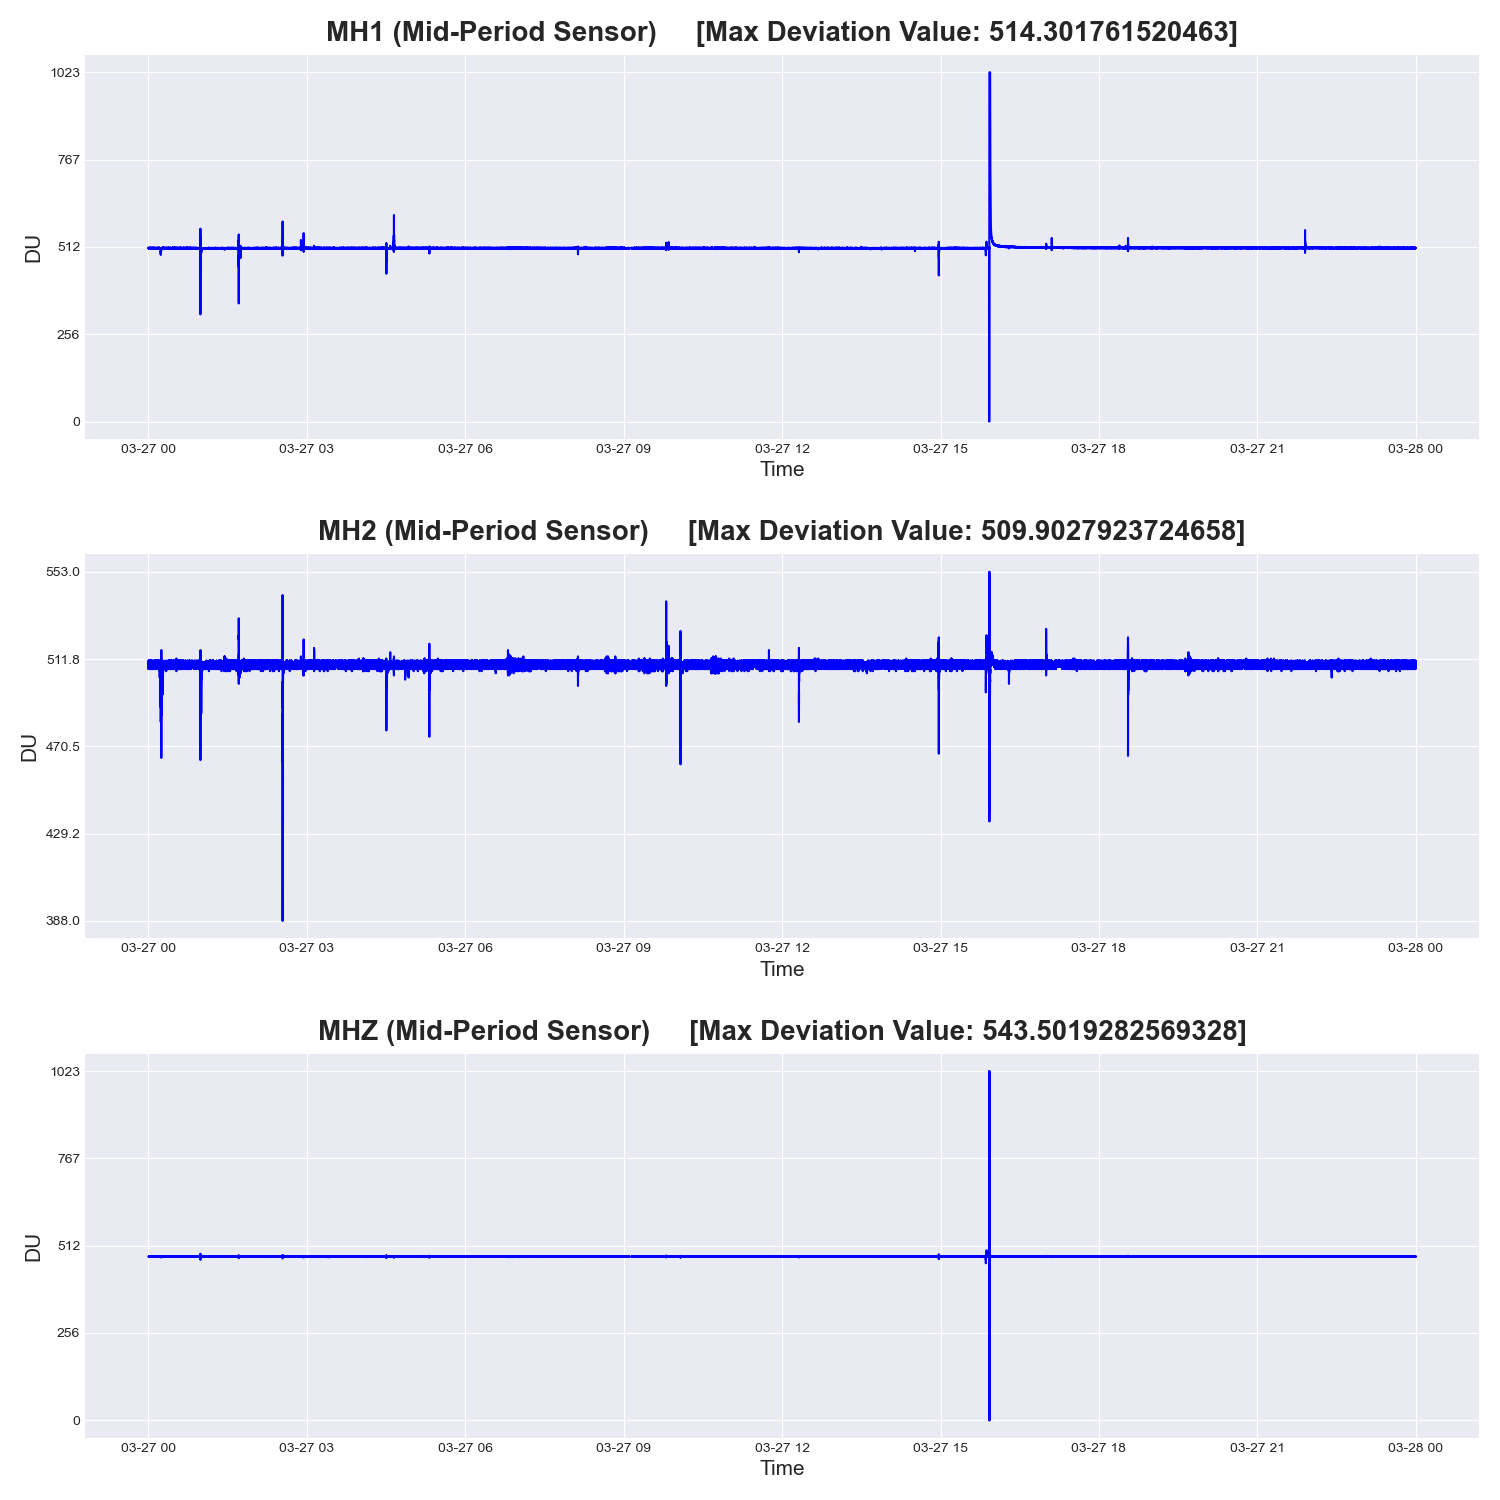 MH1 (Mid-Period Sensor) [Max Deviation Value: 514.301761520463]
1023
767
512
256
0
DU
03-27 00 03-27 03 03-27 06 03-27 09 03-27 12 03-27 15 03-27 18 03-27 21 03-28 00
Time
MH2 (Mid-Period Sensor) [Max Deviation Value: 509.9027923724658]
553.0
511.8
470.5
429.2
388.0
DU
03-27 00 03-27 03 03-27 06 03-27 09 03-27 12 03-27 15 03-27 18 03-27 21 03-28 00
Time
MHZ (Mid-Period Sensor) [Max Deviation Value: 543.5019282569328]
1023
767
512
256
0
DU
03-27 00 03-27 03 03-27 06 03-27 09 03-27 12 03-27 15 03-27 18 03-27 21 03-28 00
Time